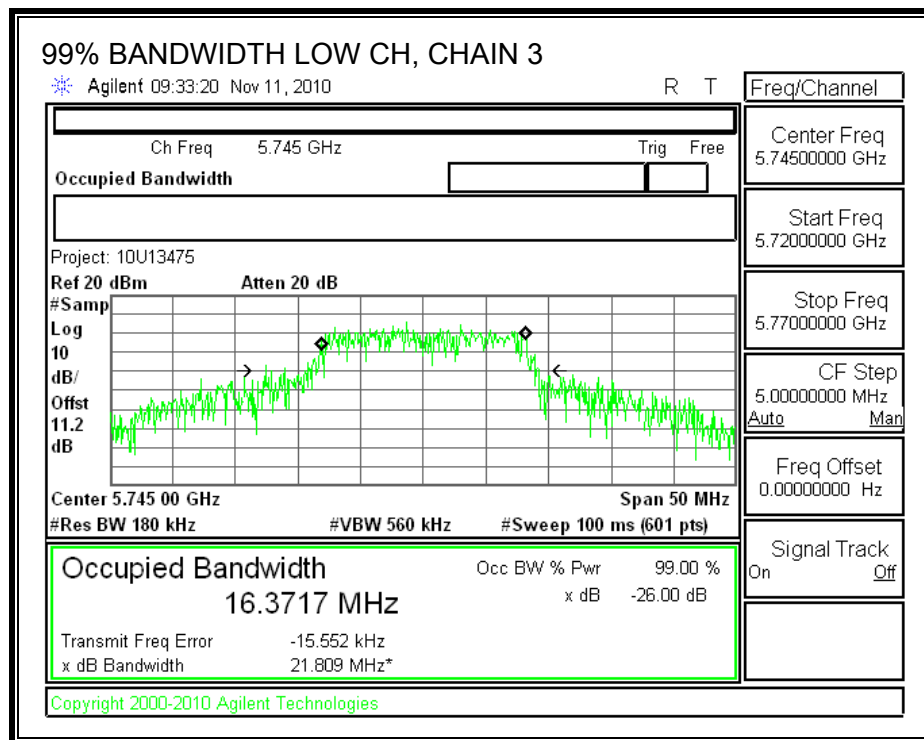 99% BANDWIDTH LOW CH, CHAIN 3
Agilent 09:33:20 Nov 11, 2010 R T
Freq/Channel
Ch Freq 5.745 GHz Trig Free
Occupied Bandwidth
Center Freq
5.74500000 GHz
Start Freq
5.72000000 GHz
Stop Freq
5.77000000 GHz
CF Step
5.00000000 MHz
Auto Man
Freq Offset
0.00000000 Hz
Signal Track
On Off
Project: 10U13475
Ref 20 dBm Atten 20 dB
#Samp
Log
10
dB/
Offst
11.2
dB
Center 5.745 00 GHz Span 50 MHz
#Res BW 180 kHz #VBW 560 kHz #Sweep 100 ms (601 pts)
Occupied Bandwidth Occ BW % Pwr 99.00 %
16.3717 MHz x dB -26.00 dB
Transmit Freq Error -15.552 kHz
x dB Bandwidth 21.809 MHz*
Copyright 2000-2010 Agilent Technologies